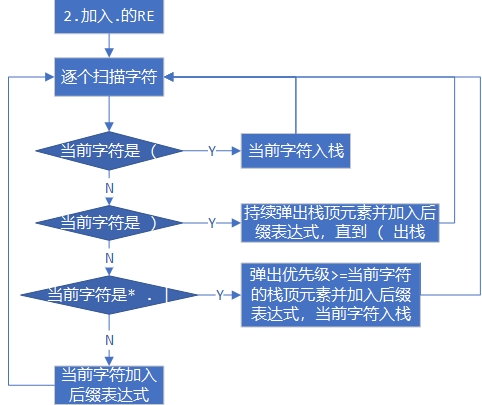 2.加入.的RE
逐个扫描字符
当前字符是 (
Y
当前字符入栈
N
当前字符是 )
Y
持续弹出栈顶元素并加入后
缀表达式，直到 ( 出栈
N
当前字符是* . |
Y
弹出优先级>=当前字符
的栈顶元素并加入后缀
表达式，当前字符入栈
N
当前字符加入
后缀表达式